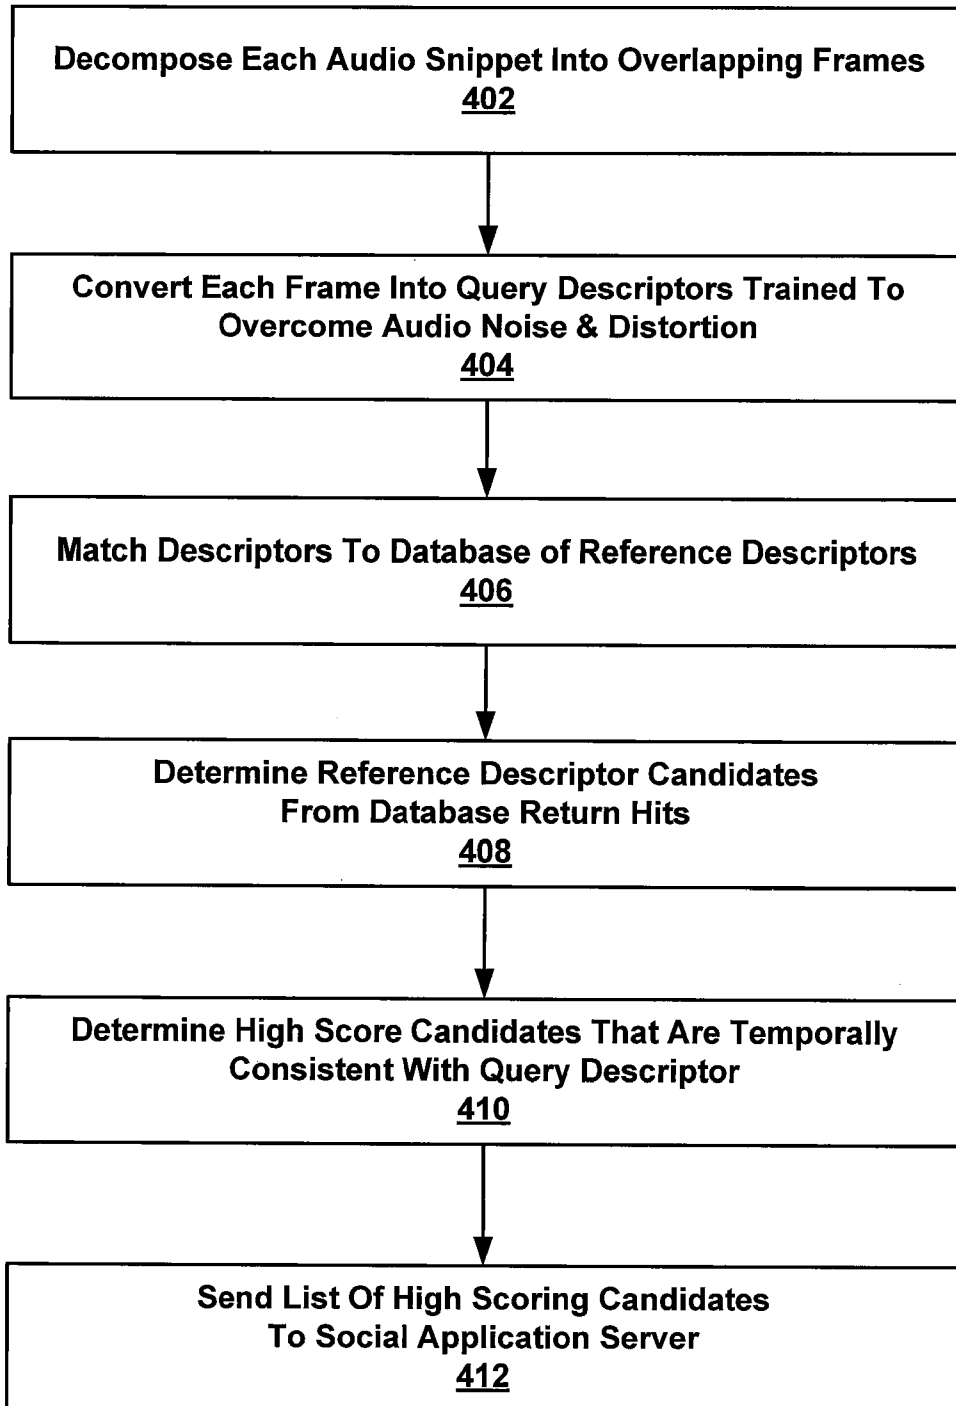 Decompose Each Audio Snippet Into Overlapping Frames
402
Convert Each Frame Into Query Descriptors Trained To
Overcome Audio Noise & Distortion
404
Match Descriptors To Database of Reference Descriptors
406
Determine Reference Descriptor Candidates
From Database Return Hits
408
Determine High Score Candidates That Are Temporally
Consistent With Query Descriptor
410
Send List Of High Scoring Candidates
To Social Application Server
412